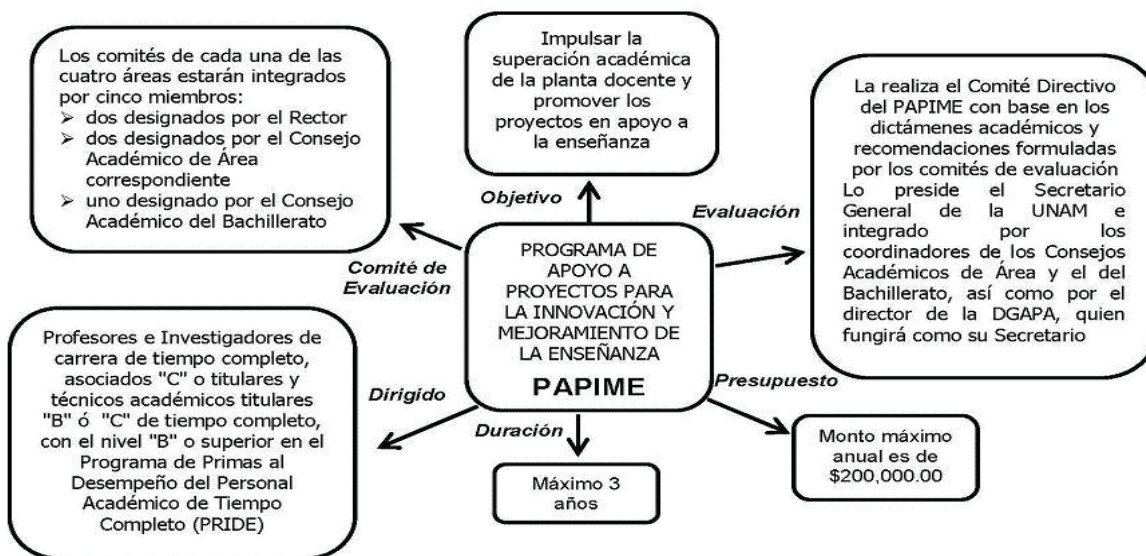 Los comités de cada una de las
cuatro áreas estarán integrados
por cinco miembros:
➢ dos designados por el Rector
➢ dos designados por el Consejo
Académico de Área
correspondiente
➢ uno designado por el Consejo
Académico del Bachillerato
Impulsar la
superación académica
de la planta docente y
promover los
proyectos en apoyo a
la enseñanza
La realiza el Comité Directivo
del PAPIME con base en los
dictámenes académicos y
recomendaciones formuladas
por los comités de evaluación
Lo preside el Secretario
General de la UNAM e
integrado por los
coordinadores de los Consejos
Académicos de Área y el del
Bachillerato, así como por el
director de la DGAPA, quien
fungirá como su Secretario
Objetivo
Evaluación
Comité de
Evaluación
PROGRAMA DE
APOYO A
PROYECTOS PARA
LA INNOVACIÓN Y
MEJORAMIENTO DE
LA ENSEÑANZA
PAPIME
Dirigido
Duración
Presupuesto
Profesores e Investigadores de
carrera de tiempo completo,
asociados "C" o titulares y
técnicos académicos titulares
"B" ó "C" de tiempo completo,
con el nivel "B" o superior en el
Programa de Primas al
Desempeño del Personal
Académico de Tiempo
Completo (PRIDE)
Máximo 3
años
Monto máximo
anual es de
$200,000.00